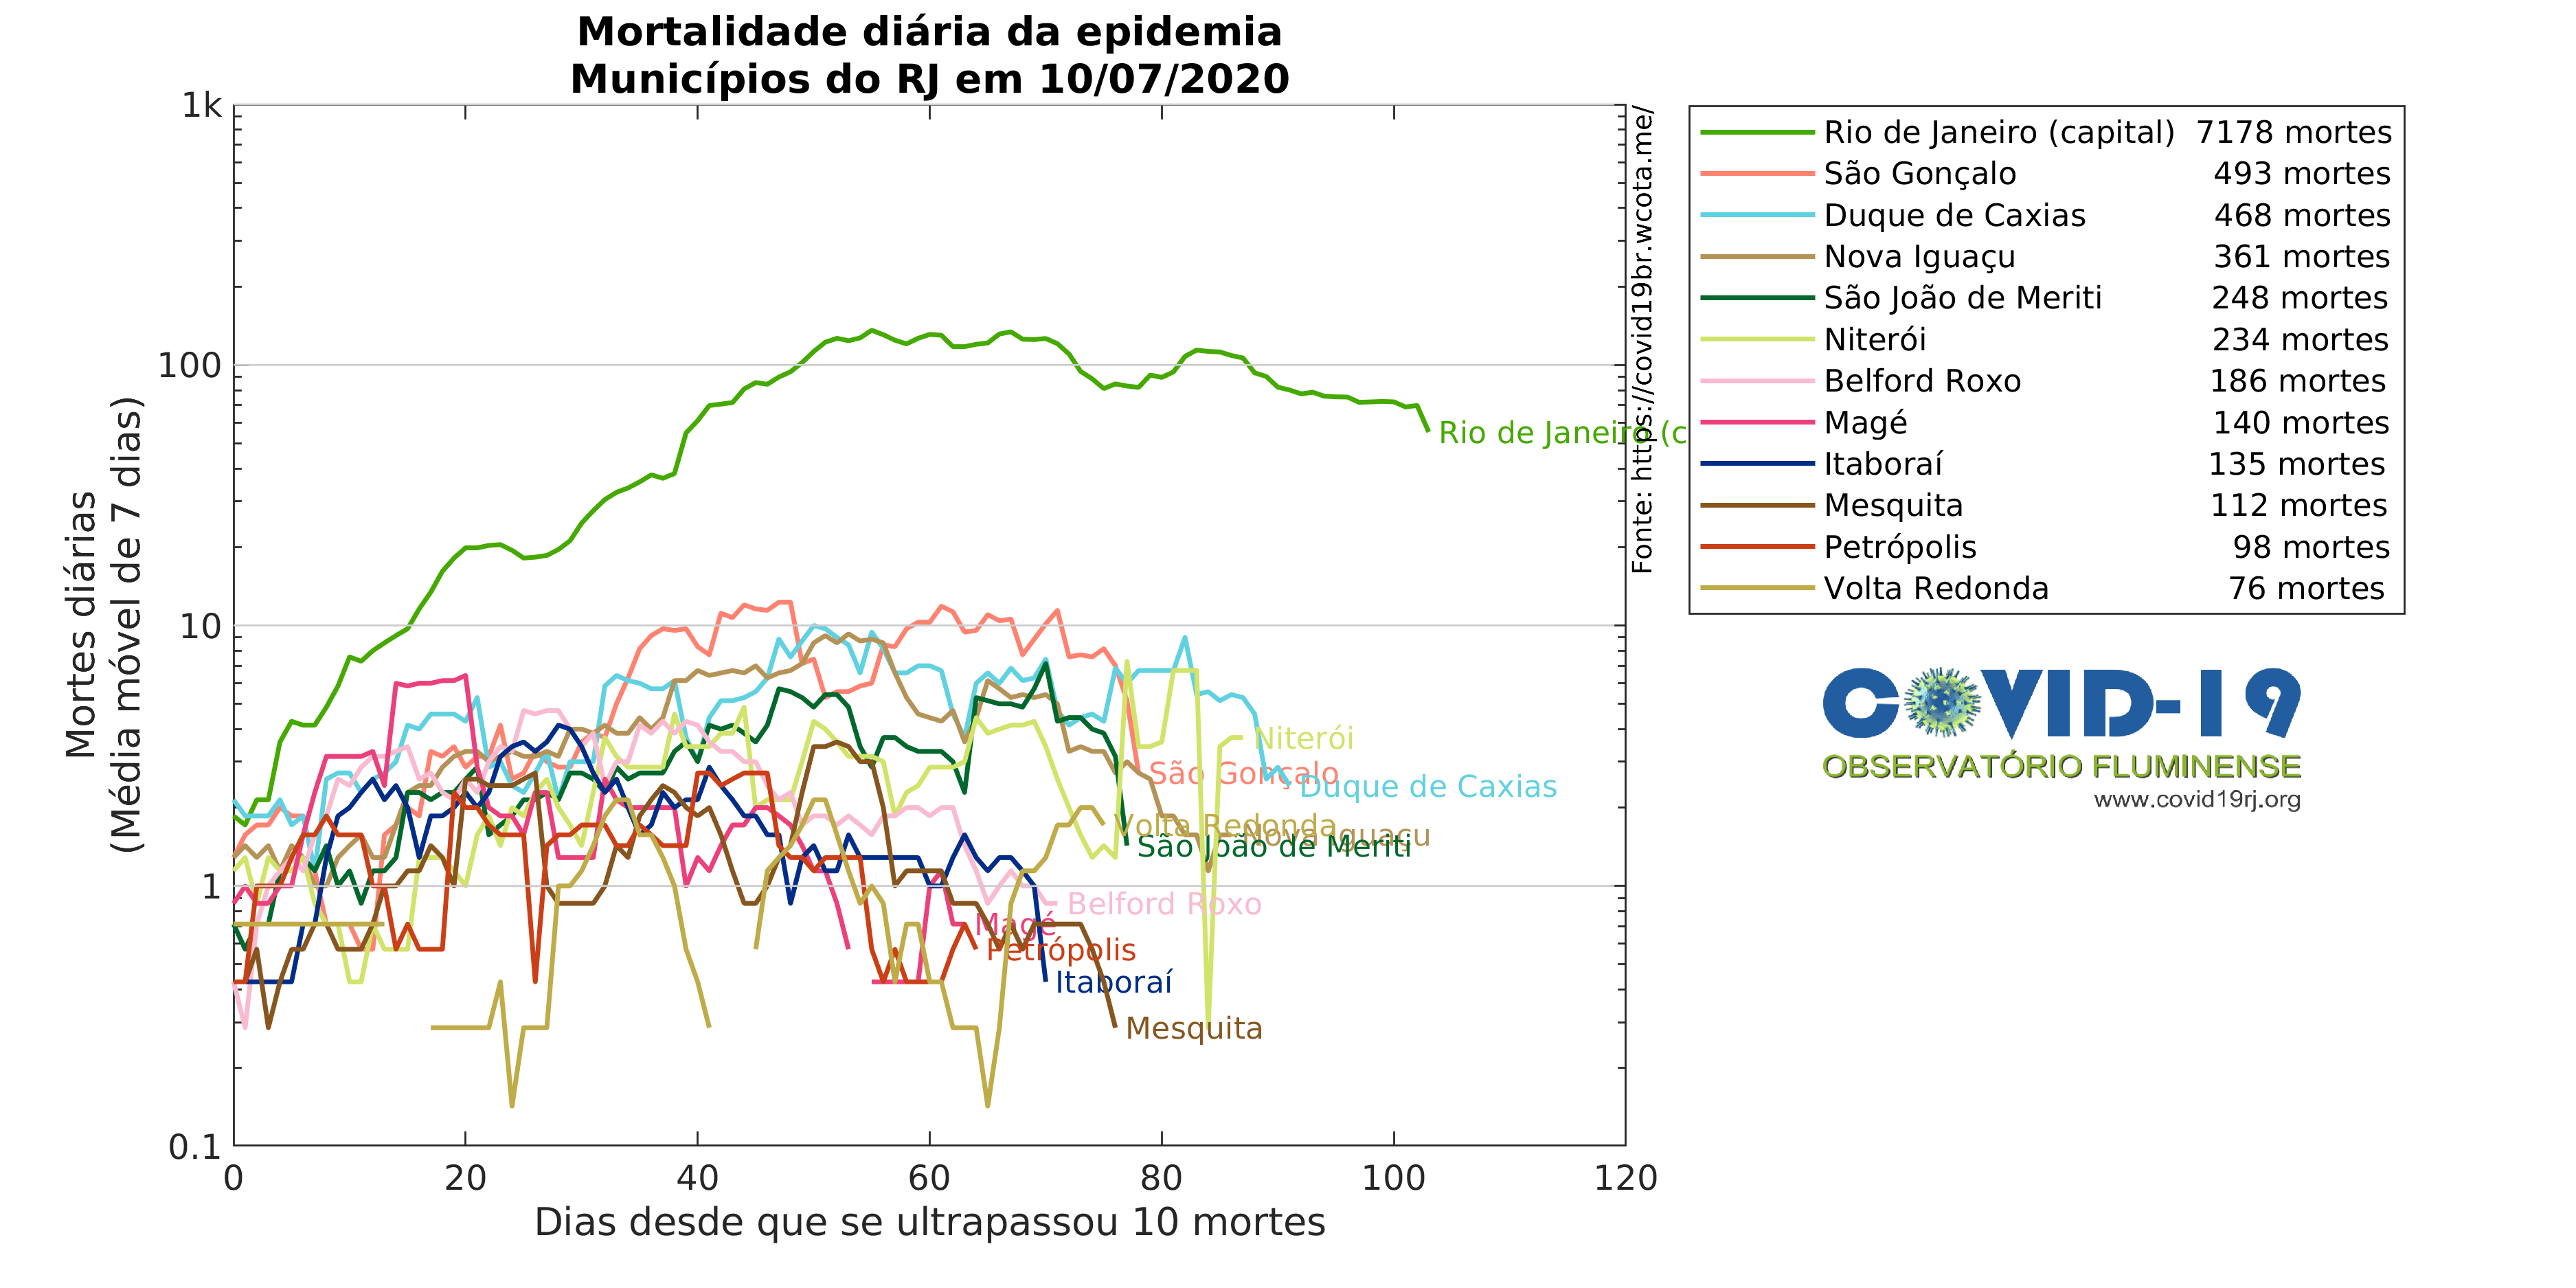 Mortalidade diária da epidemia
Municípios do RJ em 10/07/2020
Mortes diárias
(Média móvel de 7 dias)
1k
100
10
1
0.1
0
20
40
60
80
100
120
Dias desde que se ultrapassou 10 mortes
Rio de Janeiro (c
Niterói
São Gonçalo
Duque de Caxias
Volta Redonda
Nova Iguaçu
São João de Meriti
Belford Roxo
Magé
Petrópolis
Itaboraí
Mesquita
Fonte: https://covid19br.wcota.me/
Rio de Janeiro (capital) 7178 mortes
São Gonçalo 493 mortes
Duque de Caxias 468 mortes
Nova Iguaçu 361 mortes
São João de Meriti 248 mortes
Niterói 234 mortes
Belford Roxo 186 mortes
Magé 140 mortes
Itaboraí 135 mortes
Mesquita 112 mortes
Petrópolis 98 mortes
Volta Redonda 76 mortes
COVID-19
OBSERVATÓRIO FLUMINENSE
www.covid19rj.org